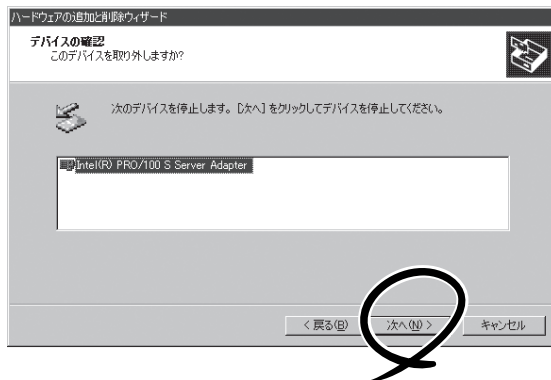 ハードウェアの追加と削除ウィザード
デバイスの確認
このデバイスを取り外しますか?
次のデバイスを停止します。[次へ] をクリックしてデバイスを停止してください。
Intel(R) PRO/100 S Server Adapter
< 戻る(B) 次へ(N) > キャンセル